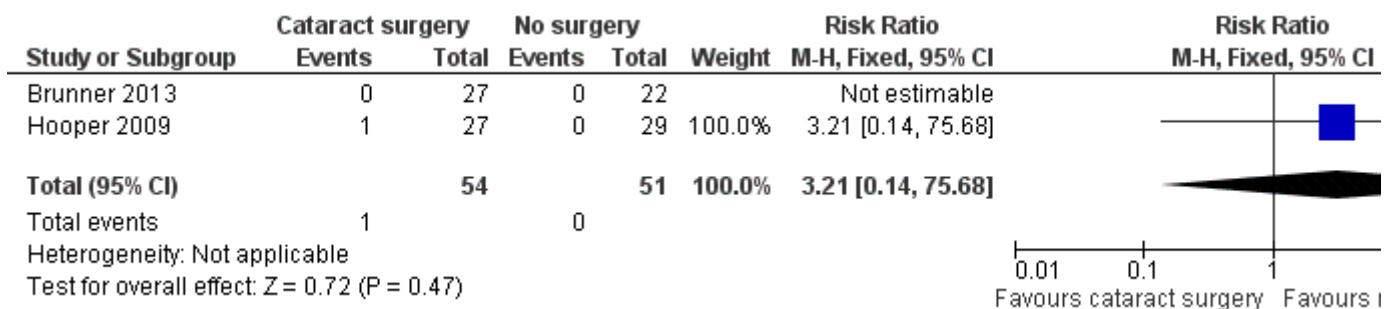 Cataract surgery No surgery Risk Ratio Risk Ratio
Study or Subgroup Events Total Events Total Weight M-H, Fixed, 95% CI M-H, Fixed, 95% CI
Brunner 2013 0 27 0 22 Not estimable
Hooper 2009 1 27 0 29 100.0% 3.21 [0.14, 75.68]
Total (95% CI) 54 51 100.0% 3.21 [0.14, 75.68]
Total events 1 0
Heterogeneity: Not applicable
Test for overall effect: Z = 0.72 (P = 0.47)
0.01 0.1 1
Favours cataract surgery Favours